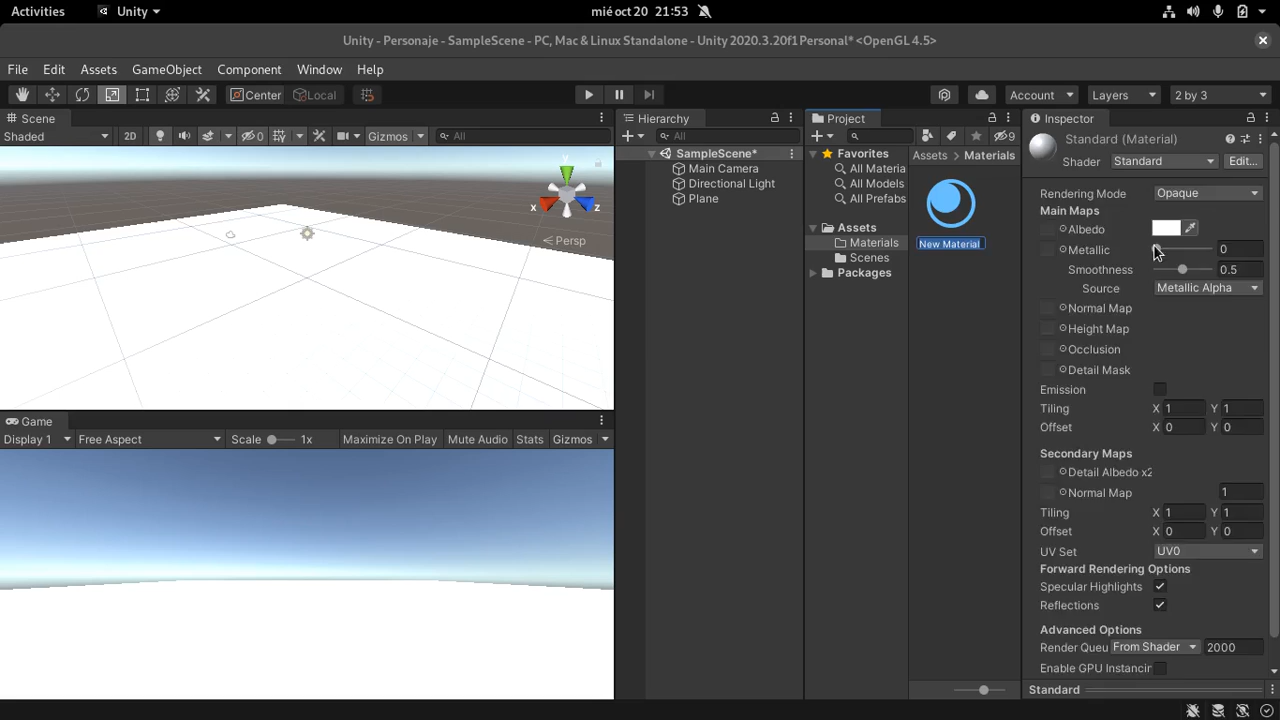 Activities Unity mié oct 20 21:53
Unity - Personaje - SampleScene - PC, Mac & Linux Standalone - Unity 2020.3.20f1 Personal* <OpenGL 4.5>
File Edit Assets GameObject Component Window Help
Center Local Account Layers 2 by 3
Scene
Shaded 2D 0 Gizmos All
y
x
z
Persp
Game
Display 1 Free Aspect Scale 1x Maximize On Play Mute Audio Stats Gizmos
Hierarchy
All
SampleScene*
Main Camera
Directional Light
Plane
Project
9
Favorites
All Materia
All Models
All Prefabs
Assets
Materials
Scenes
Packages
Assets > Materials
New Material
Inspector
Standard (Material)
Shader Standard Edit...
Rendering Mode Opaque
Main Maps
Albedo
Metallic 0
Smoothness 0.5
Source Metallic Alpha
Normal Map
Height Map
Occlusion
Detail Mask
Emission
Tiling X 1 Y 1
Offset X 0 Y 0
Secondary Maps
Detail Albedo x2
Normal Map 1
Tiling X 1 Y 1
Offset X 0 Y 0
UV Set UV0
Forward Rendering Options
Specular Highlights
Reflections
Advanced Options
Render Queu From Shader 2000
Enable GPU Instancin
Standard